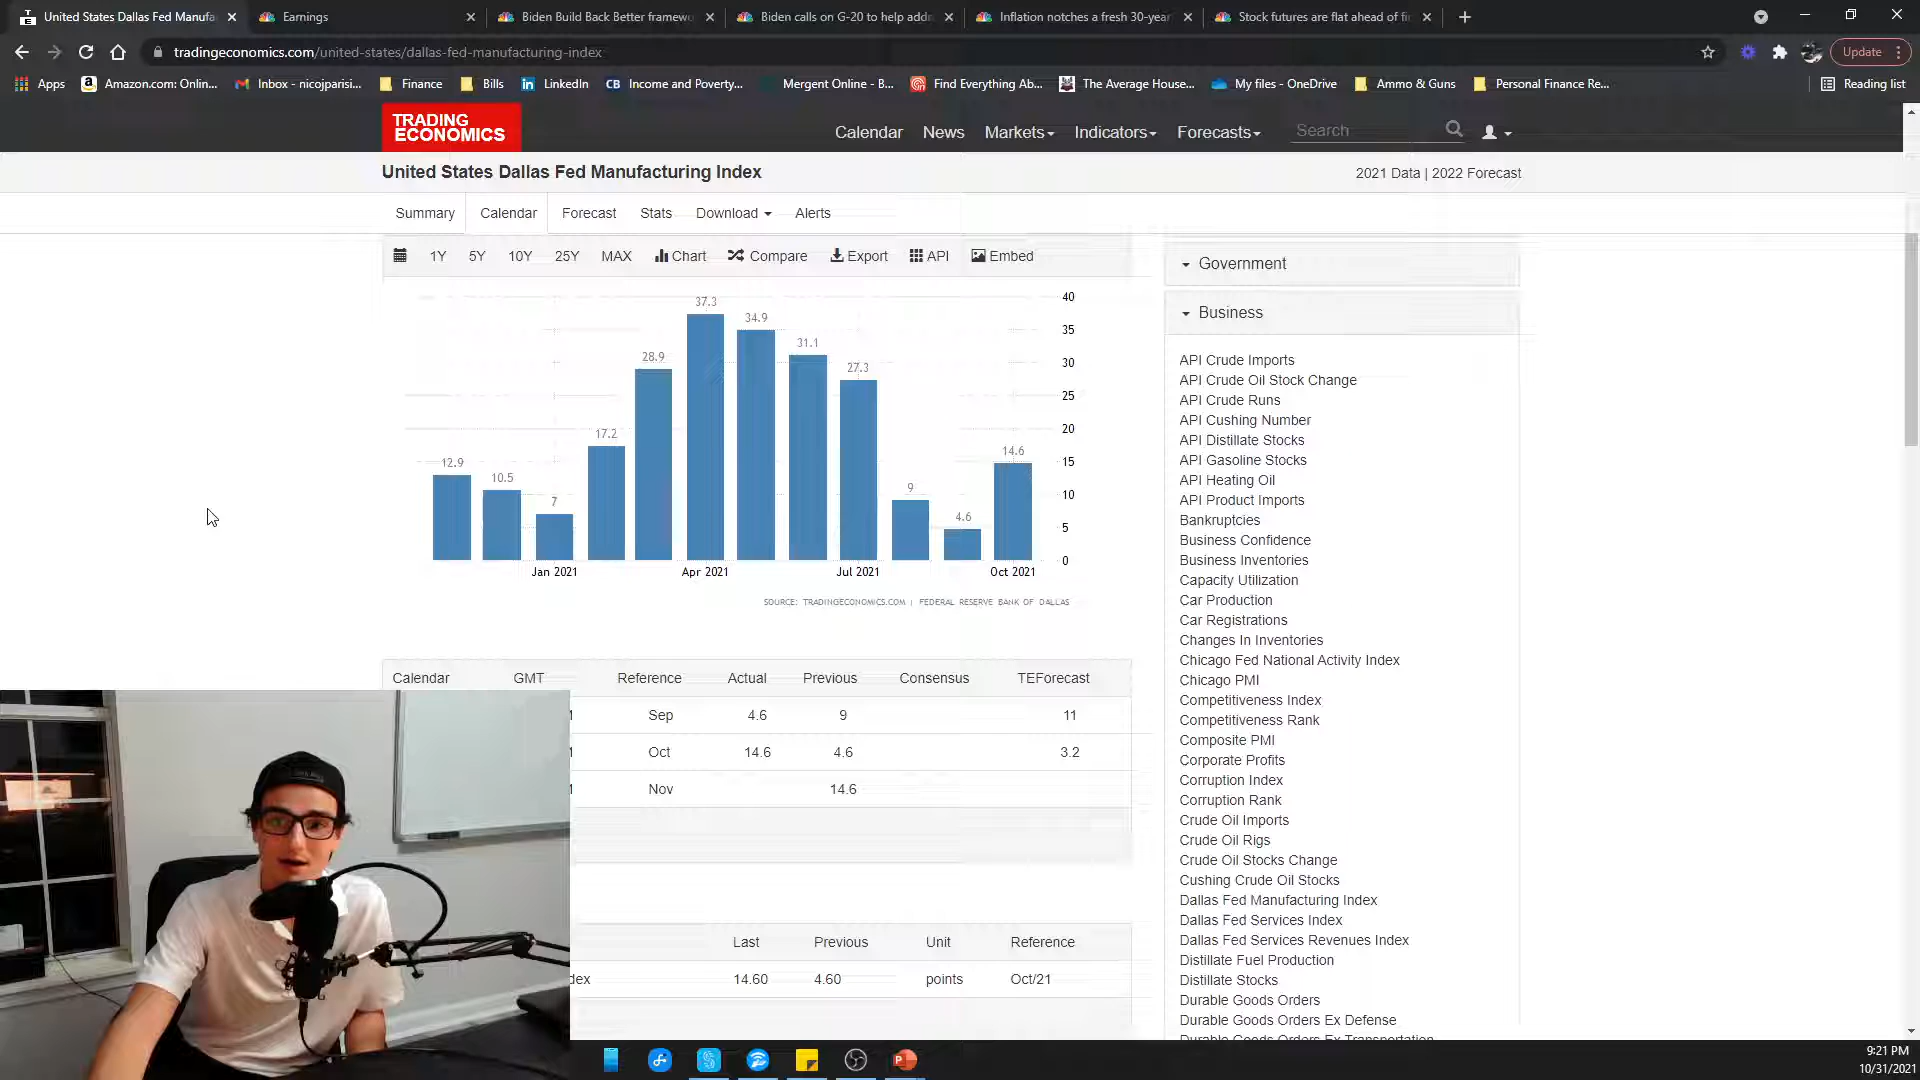 United States Dallas Fed Manufa
Earnings
Biden Build Back Better framewo
Biden calls on G-20 to help addr
Inflation notches a fresh 30-year
Stock futures are flat ahead of fi
tradingeconomics.com/united-states/dallas-fed-manufacturing-index
Update
Apps
Amazon.com: Onlin...
Inbox - nicojparisi...
Finance
Bills
LinkedIn
CB Income and Poverty...
Mergent Online - B...
Find Everything Ab...
The Average House...
My files - OneDrive
Ammo & Guns
Personal Finance Re...
Reading list
TRADING
ECONOMICS
Calendar
News
Markets
Indicators
Forecasts
Search
United States Dallas Fed Manufacturing Index
2021 Data | 2022 Forecast
Summary
Calendar
Forecast
Stats
Download
Alerts
1Y
5Y
10Y
25Y
MAX
Chart
Compare
Export
API
Embed
12.9
10.5
7
17.2
28.9
37.3
34.9
31.1
27.3
9
4.6
14.6
40
35
30
25
20
15
10
5
0
Jan 2021
Apr 2021
Jul 2021
Oct 2021
SOURCE: TRADINGECONOMICS.COM | FEDERAL RESERVE BANK OF DALLAS
Calendar GMT Reference Actual Previous Consensus TEForecast
Sep 4.6 9 11
Oct 14.6 4.6 3.2
Nov 14.6
Last Previous Unit Reference
dex 14.60 4.60 points Oct/21
Government
Business
API Crude Imports
API Crude Oil Stock Change
API Crude Runs
API Cushing Number
API Distillate Stocks
API Gasoline Stocks
API Heating Oil
API Product Imports
Bankruptcies
Business Confidence
Business Inventories
Capacity Utilization
Car Production
Car Registrations
Changes In Inventories
Chicago Fed National Activity Index
Chicago PMI
Competitiveness Index
Competitiveness Rank
Composite PMI
Corporate Profits
Corruption Index
Corruption Rank
Crude Oil Imports
Crude Oil Rigs
Crude Oil Stocks Change
Cushing Crude Oil Stocks
Dallas Fed Manufacturing Index
Dallas Fed Services Index
Dallas Fed Services Revenues Index
Distillate Fuel Production
Distillate Stocks
Durable Goods Orders
Durable Goods Orders Ex Defense
Durable Goods Orders Ex Transportation
9:21 PM
10/31/2021